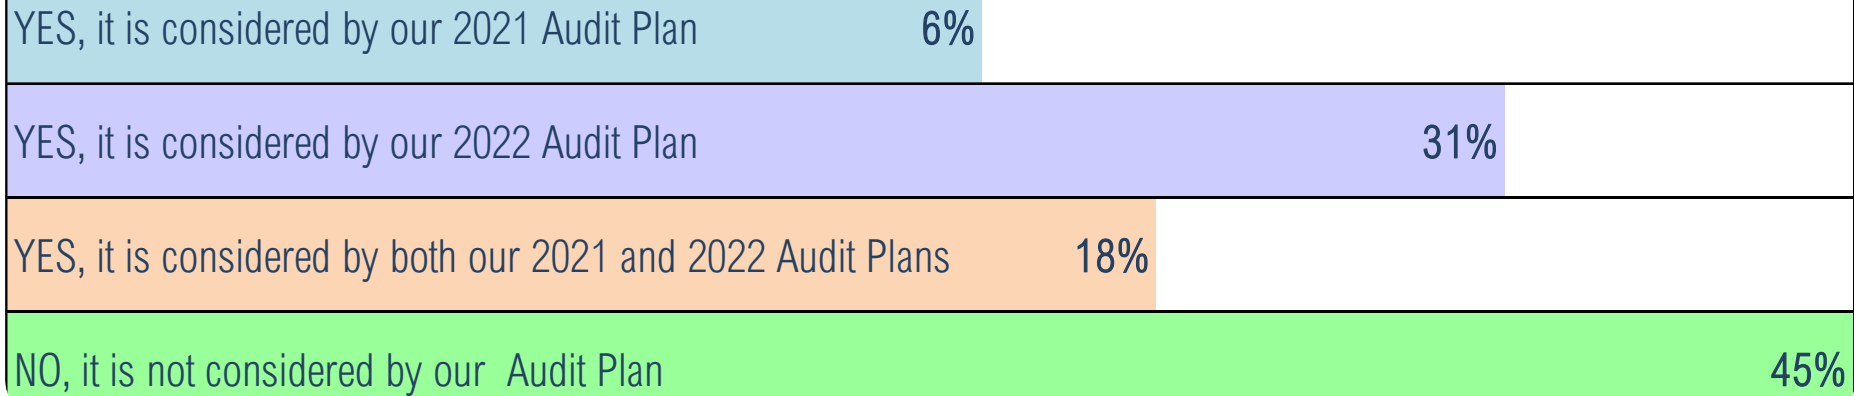 YES, it is considered by our 2021 Audit Plan 6%
YES, it is considered by our 2022 Audit Plan 31%
YES, it is considered by both our 2021 and 2022 Audit Plans 18%
NO, it is not considered by our  Audit Plan 45%